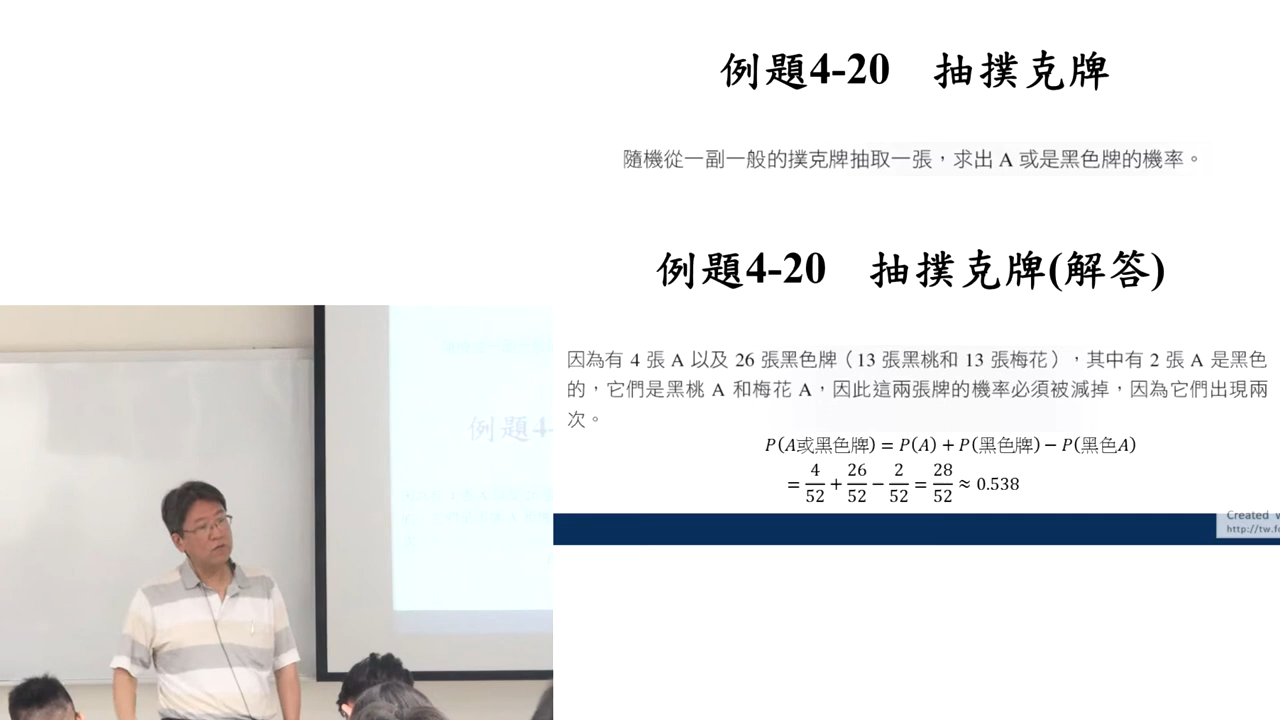 例題4-20 抽撲克牌
隨機從一副一般的撲克牌抽取一張，求出 A 或是黑色牌的機率。
例題4-20 抽撲克牌(解答)
因為有 4 張 A 以及 26 張黑色牌（13 張黑桃和 13 張梅花），其中有 2 張 A 是黑色
的，它們是黑桃 A 和梅花 A，因此這兩張牌的機率必須被減掉，因為它們出現兩
次。
P(A或黑色牌) = P(A) + P(黑色牌) − P(黑色A)
= 4/52 + 26/52 − 2/52 = 28/52 ≈ 0.538
Created
http://tw.f
例題4-